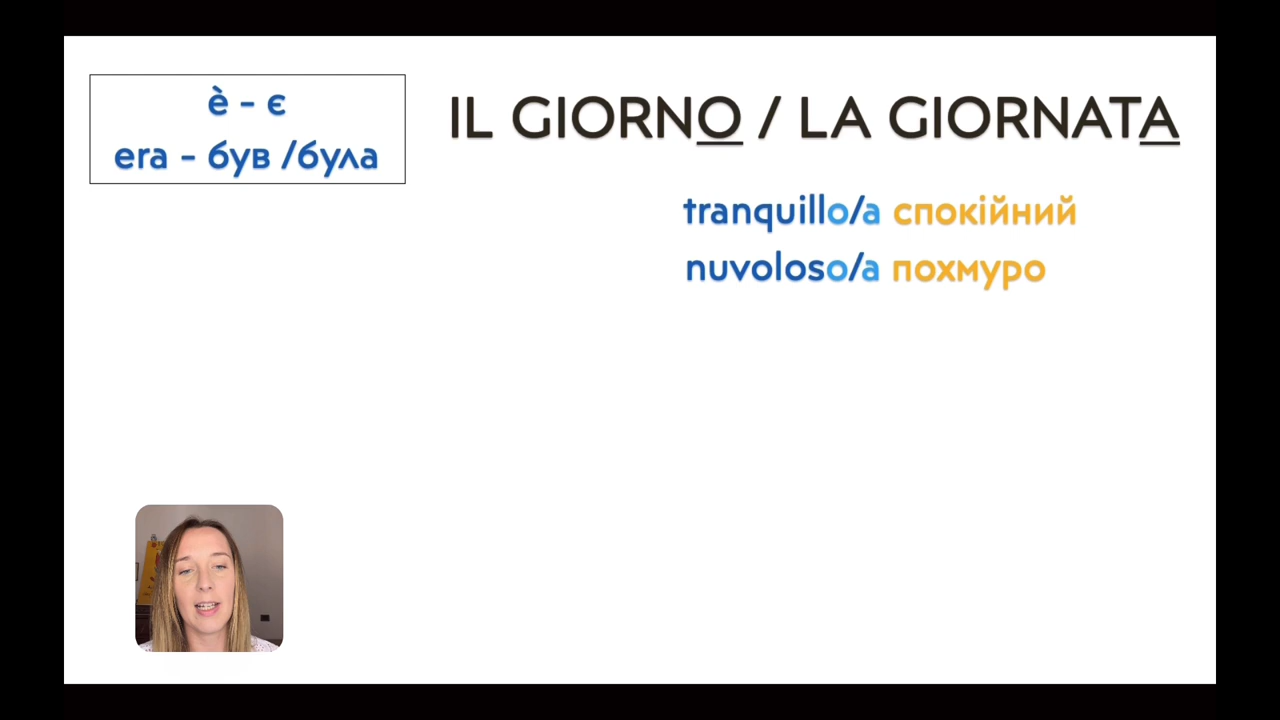 è - є
era - був /була
IL GIORNO / LA GIORNATA
tranquillo/a спокійний
nuvoloso/a похмуро